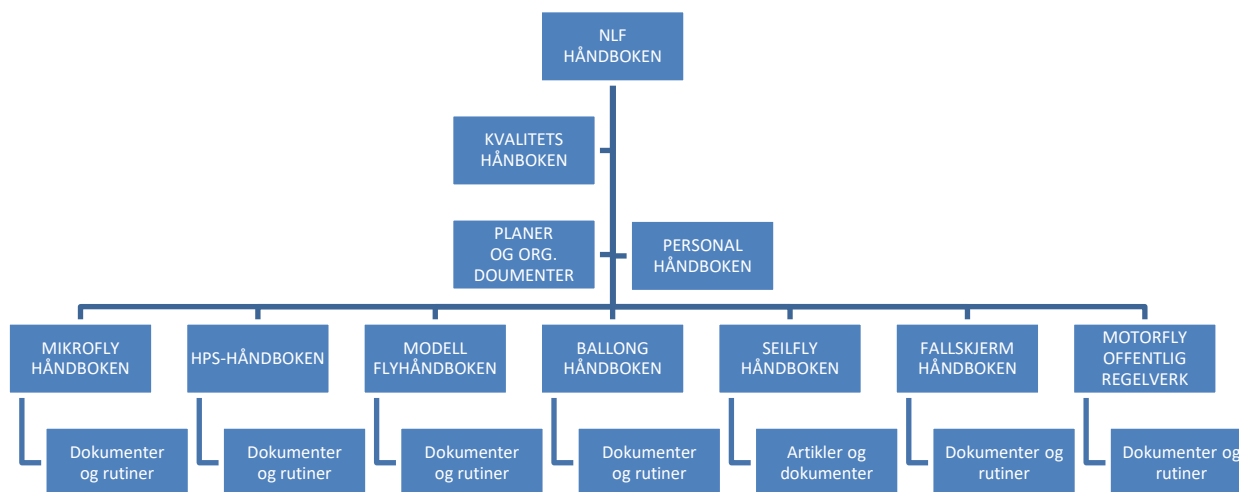 NLF
HÅNDBOKEN
KVALITETS
HÅNBOKEN
PLANER
OG ORG.
DOUMENTER
PERSONAL
HÅNDBOKEN
MIKROFLY
HÅNDBOKEN
HPS-HÅNDBOKEN
MODELL
FLYHÅNDBOKEN
BALLONG
HÅNDBOKEN
SEILFLY
HÅNDBOKEN
FALLSKJERM
HÅNDBOKEN
MOTORFLY
OFFENTLIG
REGELVERK
Dokumenter
og rutiner
Dokumenter
og rutiner
Dokumenter
og rutiner
Dokumenter
og rutiner
Artikler og
dokumenter
Dokumenter og
rutiner
Dokumenter og
rutiner